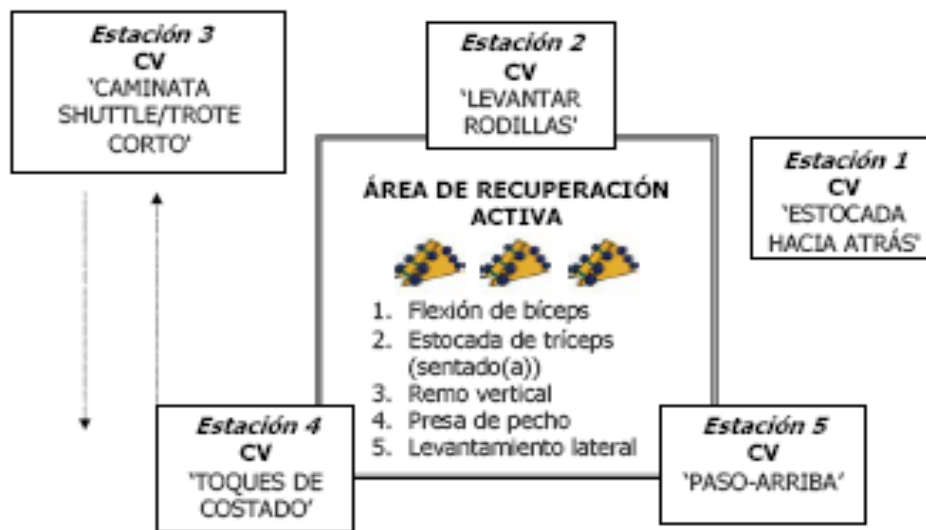 Estación 3
CV
‘CAMINATA
SHUTTLE/TROTE
CORTO’
Estación 2
CV
‘LEVANTAR
RODILLAS’
Estación 1
CV
‘ESTOCADA
HACIA ATRÁS’
ÁREA DE RECUPERACIÓN
ACTIVA
1. Flexión de bíceps
2. Estocada de tríceps
(sentado(a))
3. Remo vertical
4. Presa de pecho
5. Levantamiento lateral
Estación 4
CV
‘TOQUES DE
COSTADO’
Estación 5
CV
‘PASO-ARRIBA’